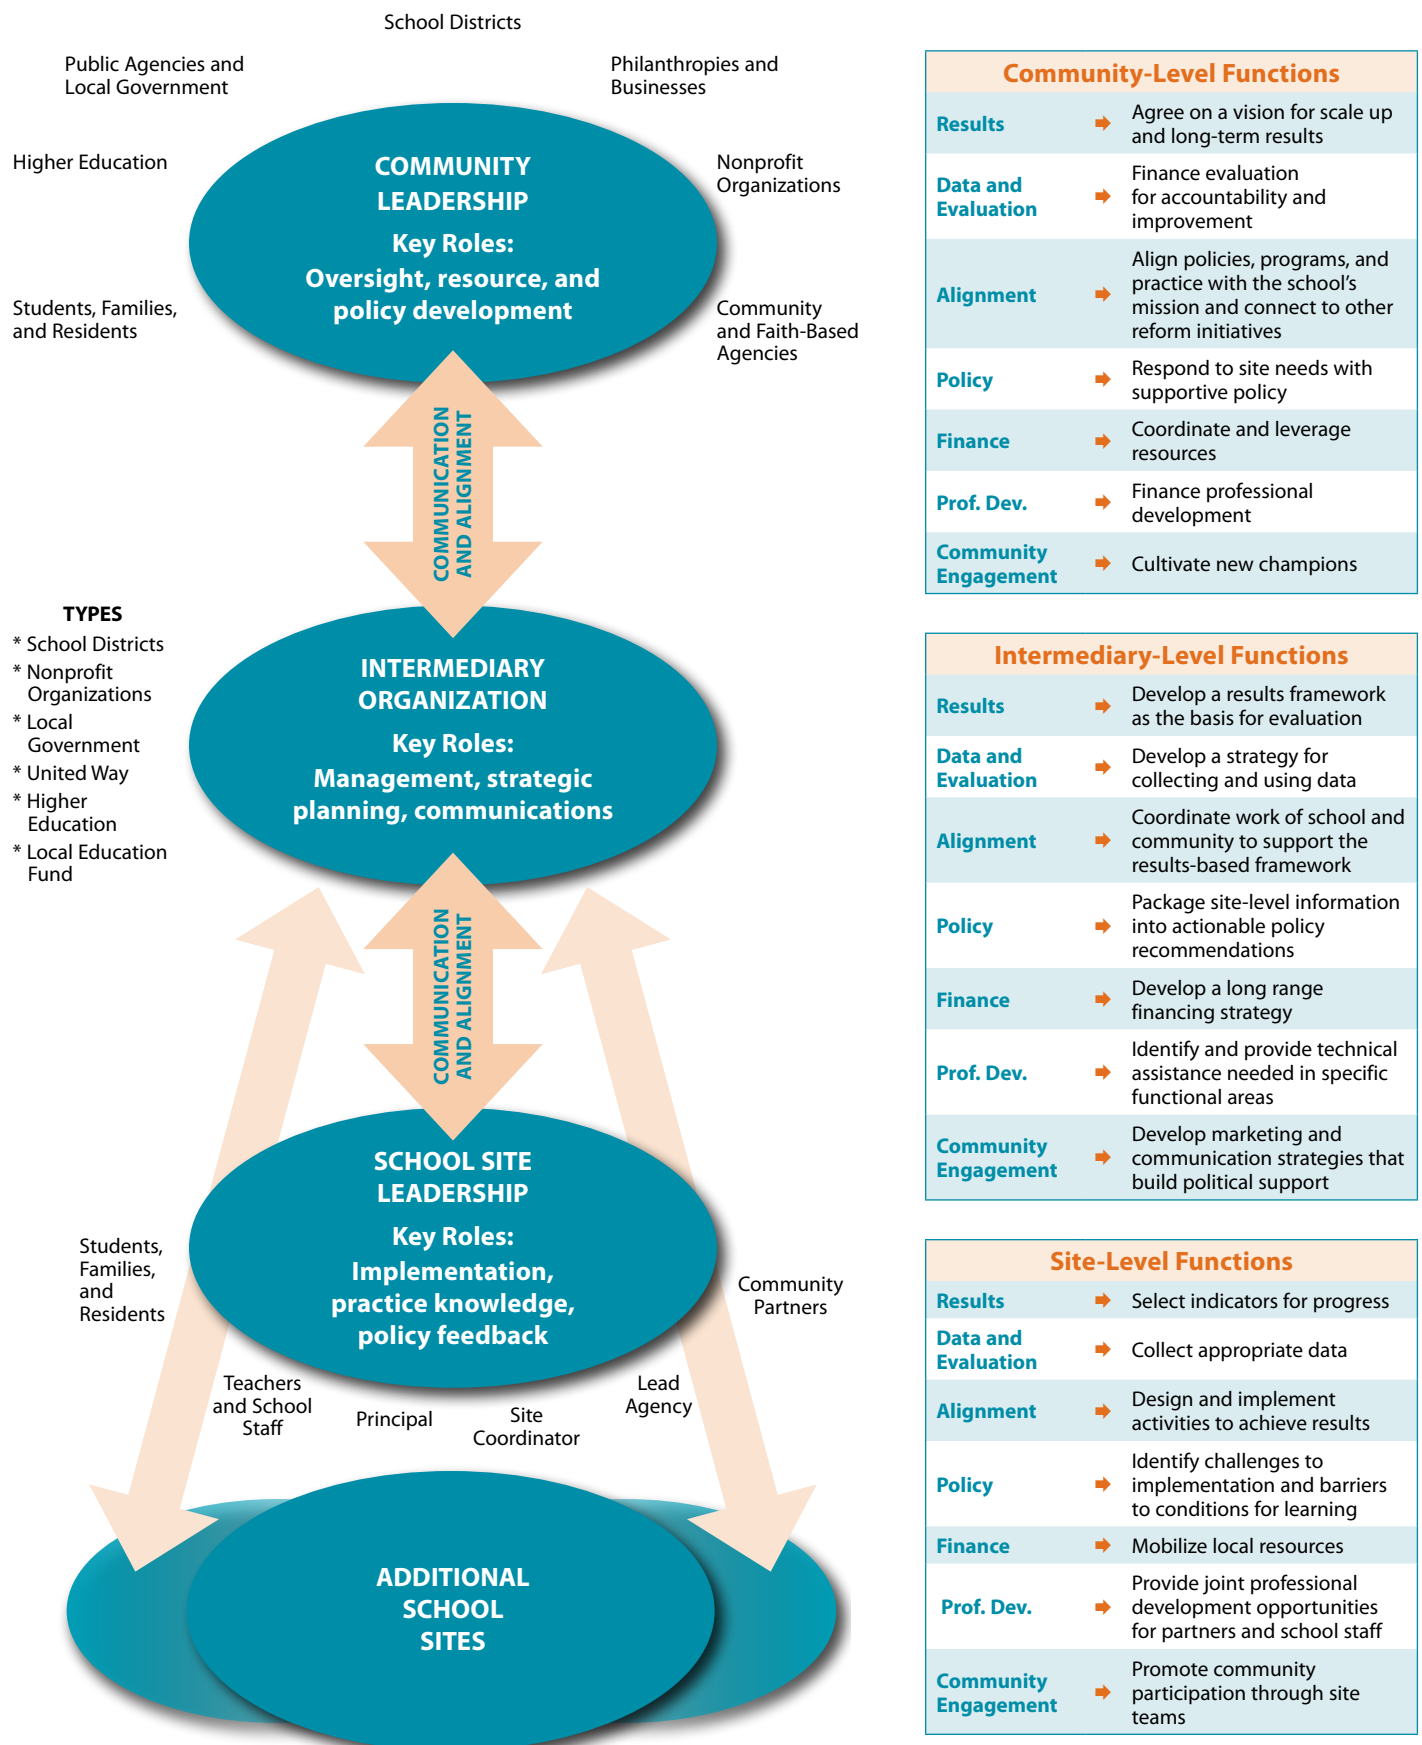 School Districts
Public Agencies and
Local Government
Philanthropies and
Businesses
Higher Education
Nonprofit
Organizations
Students, Families,
and Residents
Community
and Faith-Based
Agencies
COMMUNITY
LEADERSHIP
Key Roles:
Oversight, resource, and
policy development
COMMUNICATION
AND ALIGNMENT
TYPES
* School Districts
* Nonprofit
Organizations
* Local
Government
* United Way
* Higher
Education
* Local Education
Fund
INTERMEDIARY
ORGANIZATION
Key Roles:
Management, strategic
planning, communications
COMMUNICATION
AND ALIGNMENT
SCHOOL SITE
LEADERSHIP
Key Roles:
Implementation,
practice knowledge,
policy feedback
Students,
Families,
and
Residents
Community
Partners
Teachers
and School
Staff
Principal
Site
Coordinator
Lead
Agency
ADDITIONAL
SCHOOL
SITES
Community-Level Functions
Results
Agree on a vision for scale up
and long-term results
Data and
Evaluation
Finance evaluation
for accountability and
improvement
Alignment
Align policies, programs, and
practice with the school’s
mission and connect to other
reform initiatives
Policy
Respond to site needs with
supportive policy
Finance
Coordinate and leverage
resources
Prof. Dev.
Finance professional
development
Community
Engagement
Cultivate new champions
Intermediary-Level Functions
Results
Develop a results framework
as the basis for evaluation
Data and
Evaluation
Develop a strategy for
collecting and using data
Alignment
Coordinate work of school and
community to support the
results-based framework
Policy
Package site-level information
into actionable policy
recommendations
Finance
Develop a long range
financing strategy
Prof. Dev.
Identify and provide technical
assistance needed in specific
functional areas
Community
Engagement
Develop marketing and
communication strategies that
build political support
Site-Level Functions
Results
Select indicators for progress
Data and
Evaluation
Collect appropriate data
Alignment
Design and implement
activities to achieve results
Policy
Identify challenges to
implementation and barriers
to conditions for learning
Finance
Mobilize local resources
Prof. Dev.
Provide joint professional
development opportunities
for partners and school staff
Community
Engagement
Promote community
participation through site
teams